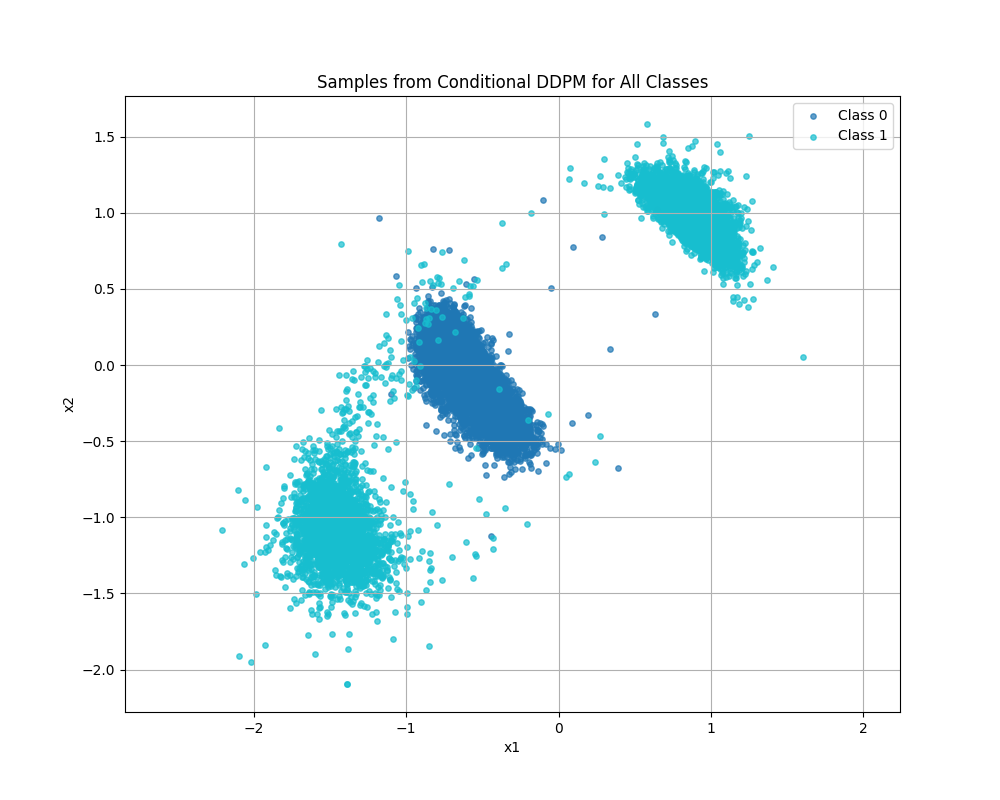 Samples from Conditional DDPM for All Classes
Class 0
Class 1
1.5
1.0
0.5
0.0
−0.5
−1.0
−1.5
−2.0
x2
−2
−1
0
1
2
x1